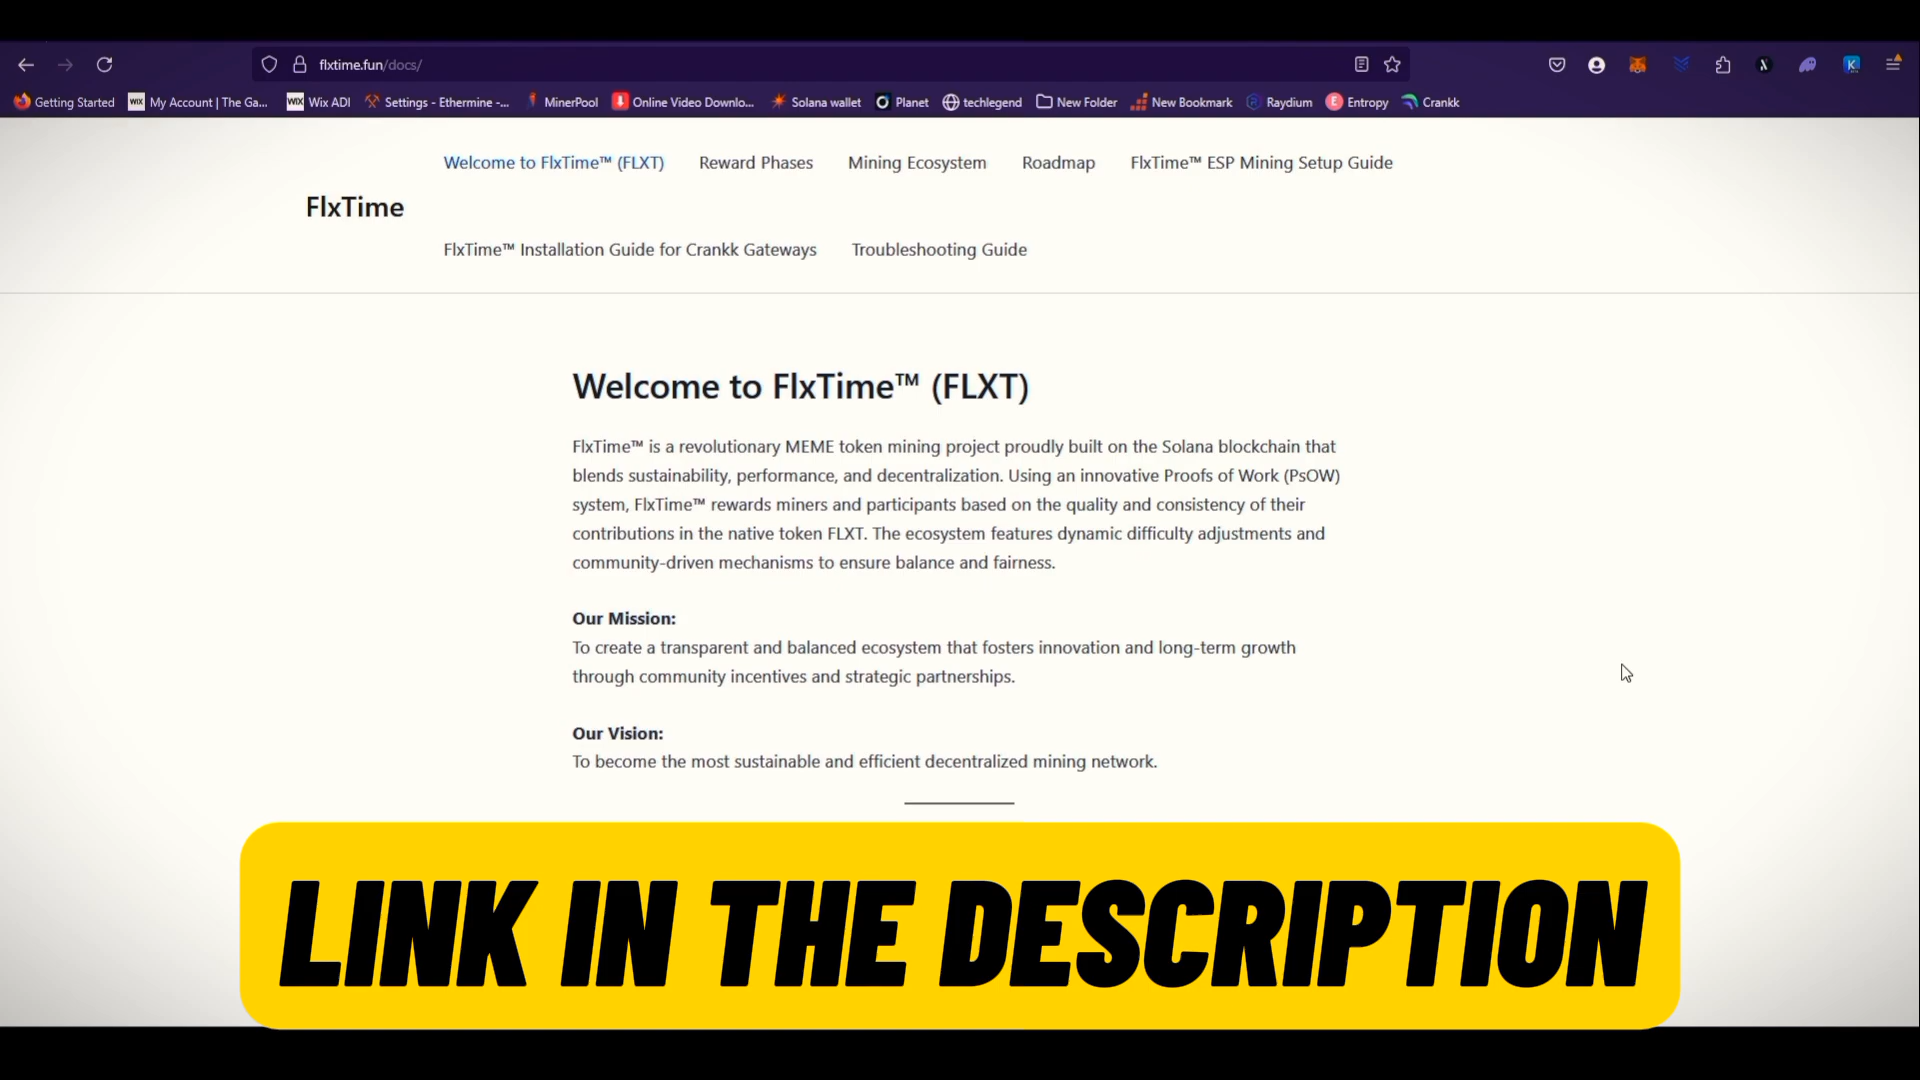 flxtime.fun/docs/
Getting Started WIX My Account | The Ga... WIX Wix ADI Settings - Ethermine -... MinerPool Online Video Downlo... Solana wallet Planet techlegend New Folder New Bookmark Raydium E Entropy Crankk
Welcome to FlxTime™ (FLXT) Reward Phases Mining Ecosystem Roadmap FlxTime™ ESP Mining Setup Guide
FlxTime
FlxTime™ Installation Guide for Crankk Gateways Troubleshooting Guide
Welcome to FlxTime™ (FLXT)
FlxTime™ is a revolutionary MEME token mining project proudly built on the Solana blockchain that
blends sustainability, performance, and decentralization. Using an innovative Proofs of Work (PsOW)
system, FlxTime™ rewards miners and participants based on the quality and consistency of their
contributions in the native token FLXT. The ecosystem features dynamic difficulty adjustments and
community-driven mechanisms to ensure balance and fairness.
Our Mission:
To create a transparent and balanced ecosystem that fosters innovation and long-term growth
through community incentives and strategic partnerships.
Our Vision:
To become the most sustainable and efficient decentralized mining network.
LINK IN THE DESCRIPTION